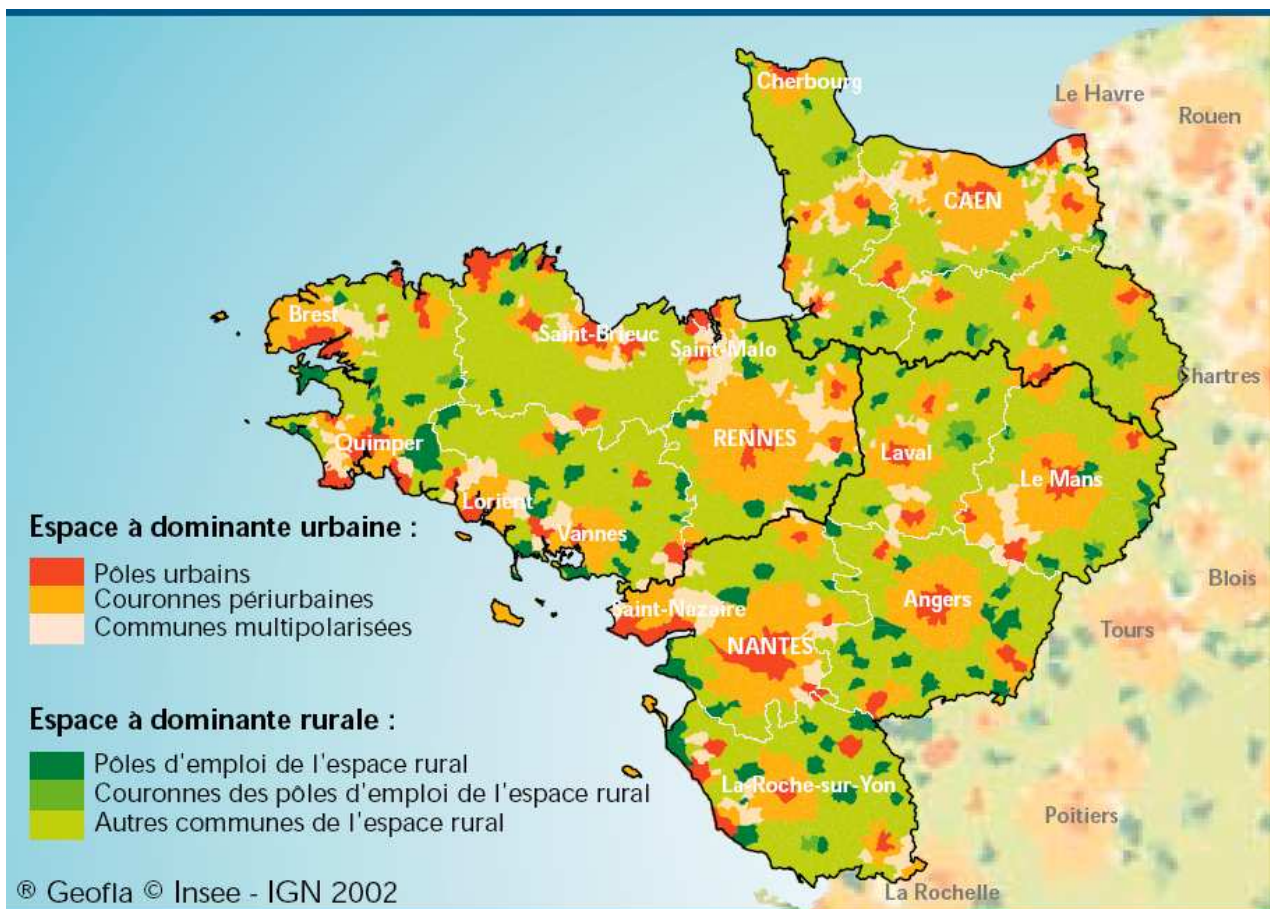 Cherbourg
Le Havre
Rouen
CAEN
Brest
Saint-Brieuc
Saint-Malo
Chartres
Quimper
RENNES
Laval
Le Mans
Lorient
Vannes
Blois
Saint-Nazaire
Angers
Tours
NANTES
La-Roche-sur-Yon
Poitiers
La Rochelle
Espace à dominante urbaine :
Pôles urbains
Couronnes périurbaines
Communes multipolarisées
Espace à dominante rurale :
Pôles d'emploi de l'espace rural
Couronnes des pôles d'emploi de l'espace rural
Autres communes de l'espace rural
® Geofla © Insee - IGN 2002